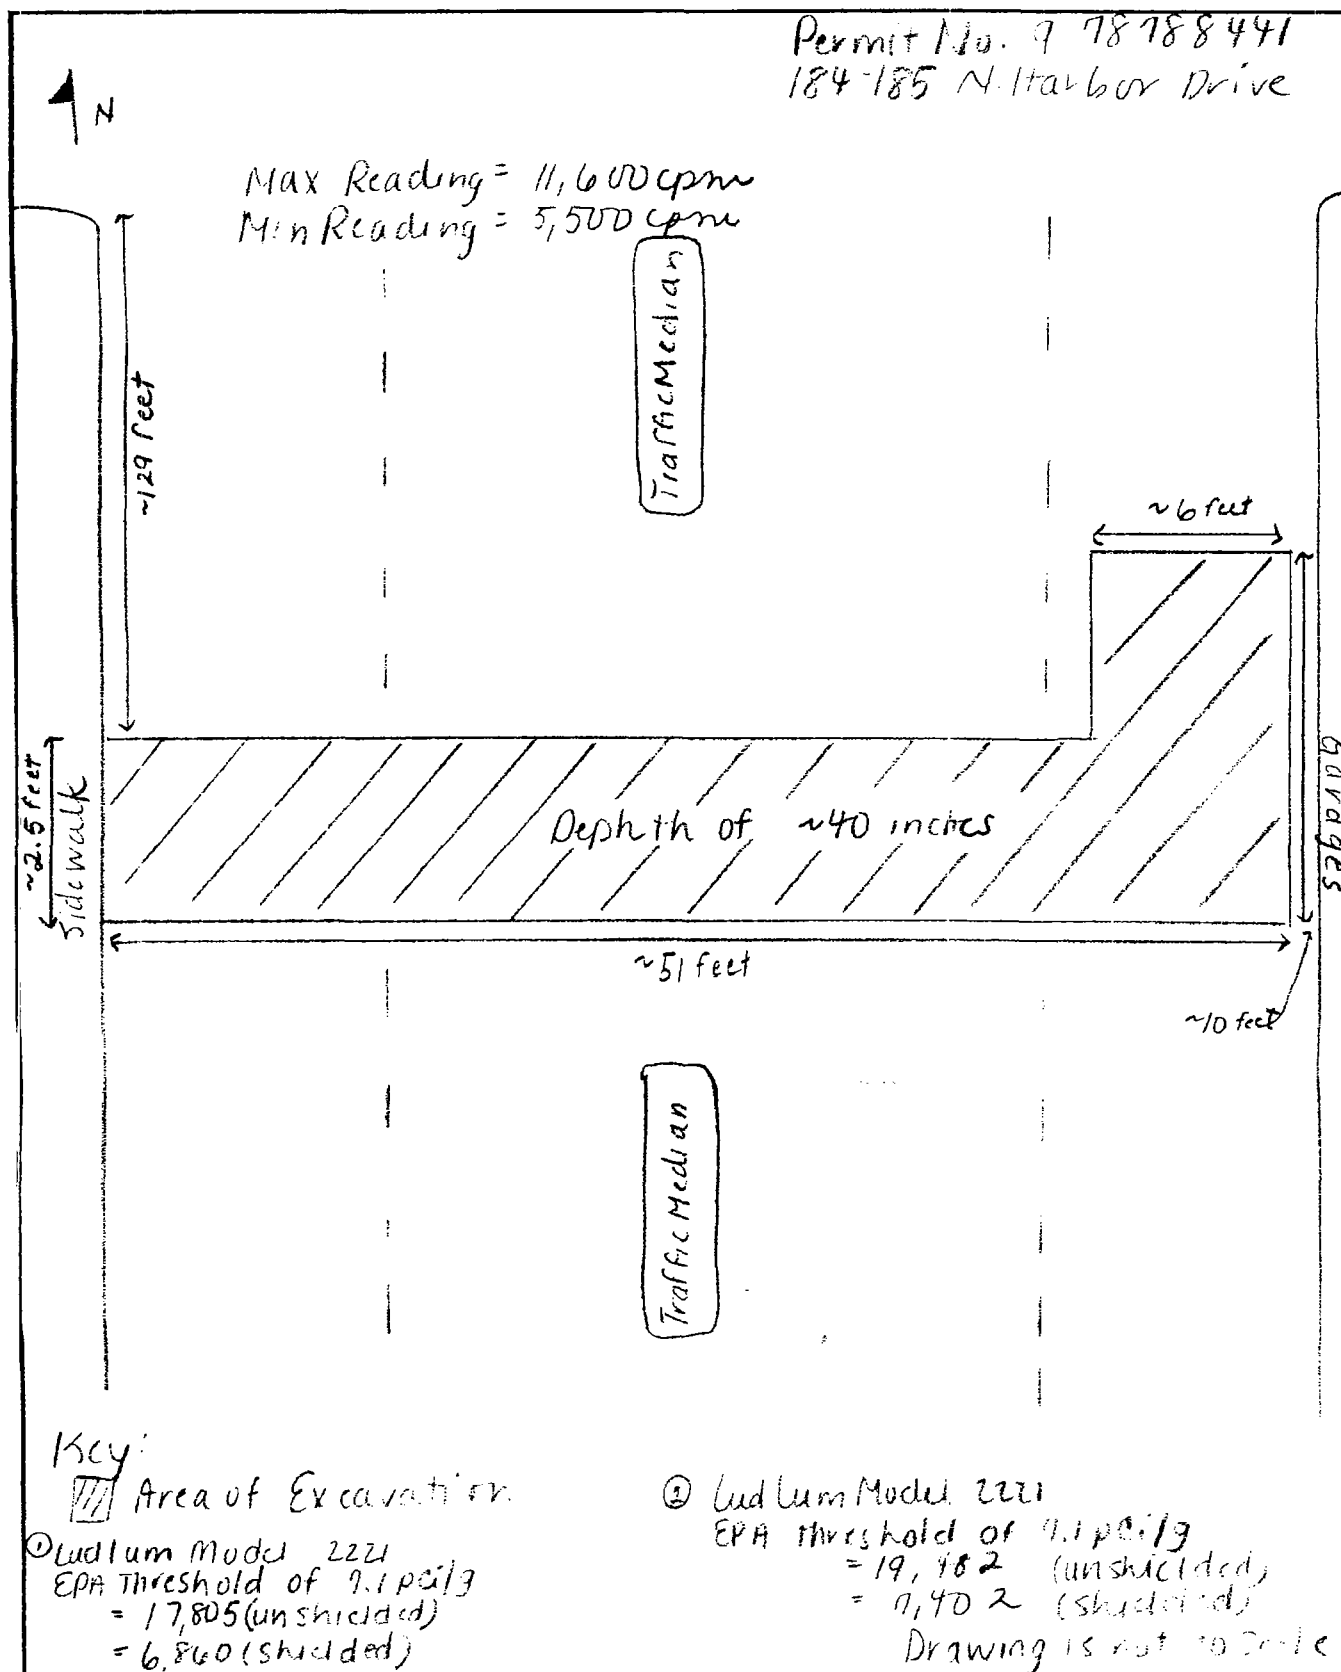 Permit No. 9 78788441
184-185 N. Harbor Drive
N
Max Reading = 11,600 cpm
Min Reading = 5,500 cpm
Traffic Median
~129 feet
~6 feet
~2.5 feet
Sidewalk
Dephth of ~40 inches
Garages
~51 feet
~10 feet
Traffic Median
Key:
Area of Excavation
① Ludlum Model 2221
EPA Threshold of 7.1 pCi/g
= 17,805 (unshielded)
= 6,860 (shielded)
② Ludlum Model 2221
EPA threshold of 7.1 pCi/g
= 19,482 (unshielded)
= 7,402 (shielded)
Drawing is not to Scale